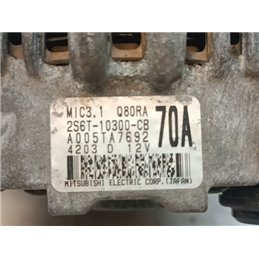 MIC3.1 Q80RA
2S6T-10300-CB 70A
A005TA7692
4203 D 12V
MITSUBISHI ELECTRIC CORP.(JAPAN)